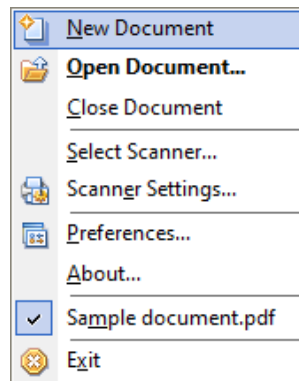 New Document
Open Document...
Close Document
Select Scanner...
Scanner Settings...
Preferences...
About...
Sample document.pdf
Exit